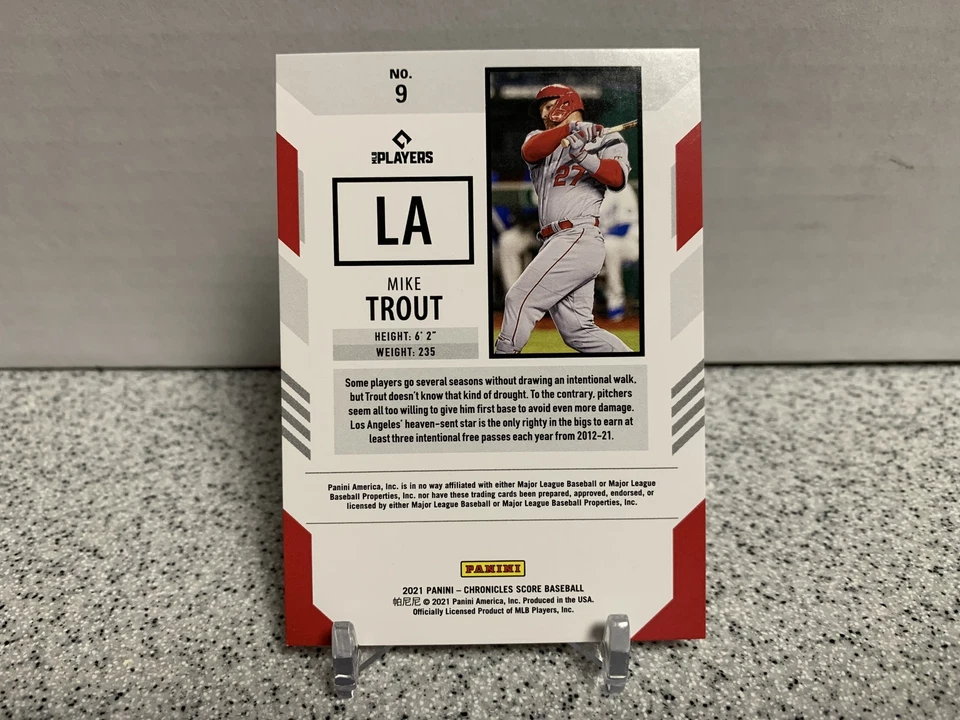 No.
9
MLB PLAYERS
LA
MIKE
TROUT
HEIGHT: 6' 2"
WEIGHT: 235
27
Some players go several seasons without drawing an intentional walk,
but Trout doesn't know that kind of drought. To the contrary, pitchers
seem all too willing to give him first base to avoid even more damage.
Los Angeles' heaven-sent star is the only righty in the bigs to earn at
least three intentional free passes each year from 2012-21.
Panini America, Inc. is in no way affiliated with either Major League Baseball or Major League
Baseball Properties, Inc. nor have these trading cards been prepared, approved, endorsed, or
licensed by either Major League Baseball or Major League Baseball Properties, Inc.
PANINI
2021 PANINI – CHRONICLES SCORE BASEBALL
帕尼尼 © 2021 Panini America, Inc. Produced in the USA.
Officially Licensed Product of MLB Players, Inc.